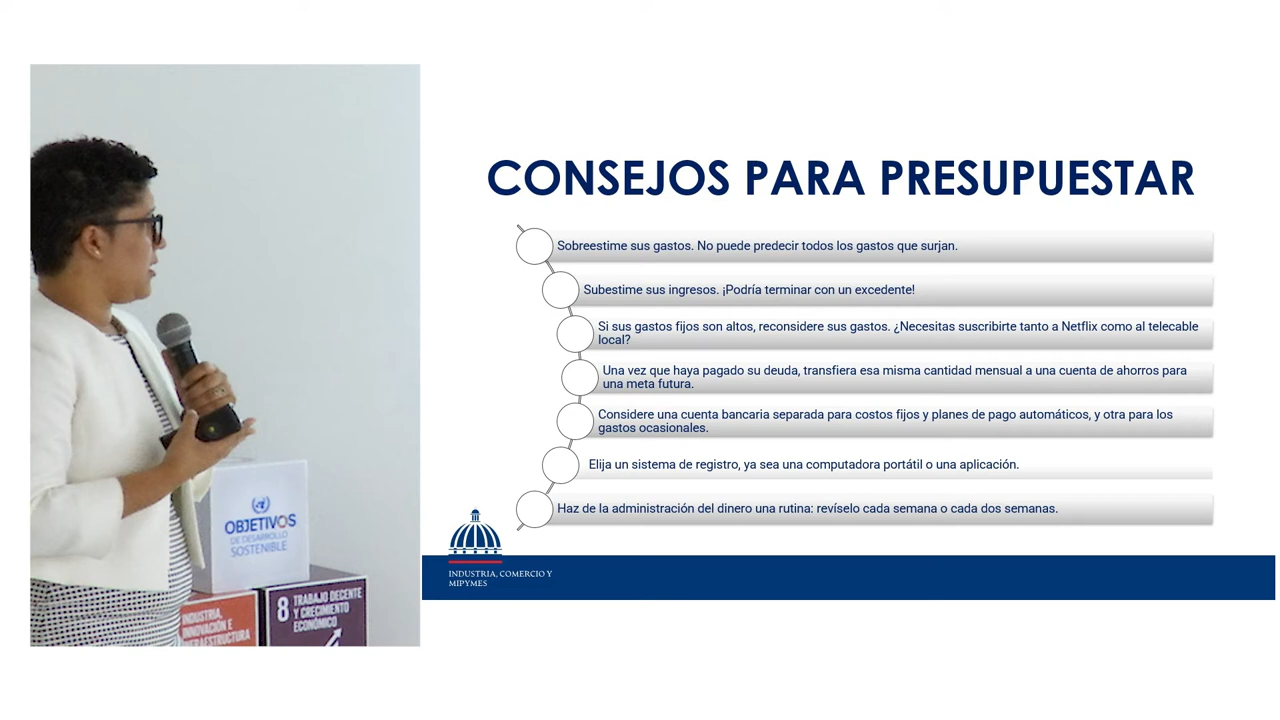 CONSEJOS PARA PRESUPUESTAR
Sobreestime sus gastos. No puede predecir todos los gastos que surjan.
Subestime sus ingresos. ¡Podría terminar con un excedente!
Si sus gastos fijos son altos, reconsidere sus gastos. ¿Necesitas suscribirte tanto a Netflix como al telecable
local?
Una vez que haya pagado su deuda, transfiera esa misma cantidad mensual a una cuenta de ahorros para
una meta futura.
Considere una cuenta bancaria separada para costos fijos y planes de pago automáticos, y otra para los
gastos ocasionales.
Elija un sistema de registro, ya sea una computadora portátil o una aplicación.
Haz de la administración del dinero una rutina: revíselo cada semana o cada dos semanas.
INDUSTRIA, COMERCIO Y
MIPYMES
OBJETIVOS
DE DESARROLLO
SOSTENIBLE
INDUSTRIA,
INNOVACIÓN E
INFRAESTRUCTURA
8 TRABAJO DECENTE
Y CRECIMIENTO
ECONÓMICO